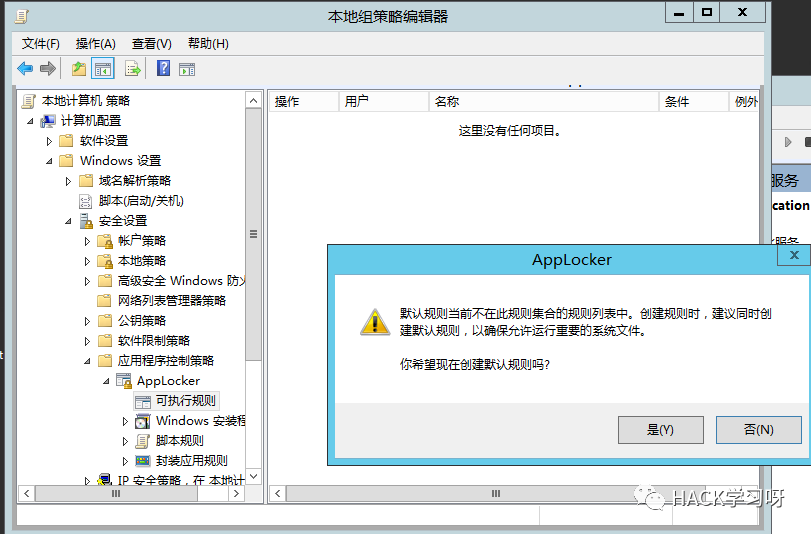 本地组策略编辑器
文件(F) 操作(A) 查看(V) 帮助(H)
本地计算机 策略
计算机配置
软件设置
Windows 设置
域名解析策略
脚本(启动/关机)
安全设置
帐户策略
本地策略
高级安全 Windows 防火
网络列表管理器策略
公钥策略
软件限制策略
应用程序控制策略
AppLocker
可执行规则
Windows 安装程
脚本规则
封装应用规则
IP 安全策略，在 本地计
操作 用户 名称 条件 例外
这里没有任何项目。
服务
cation
服务
AppLocker
默认规则当前不在此规则集合的规则列表中。创建规则时，建议同时创
建默认规则，以确保允许运行重要的系统文件。
你希望现在创建默认规则吗?
是(Y) 否(N)
HACK学习呀